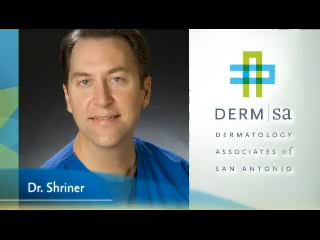 DERM|sa
DERMATOLOGY
ASSOCIATES of
SAN ANTONIO
Dr. Shriner